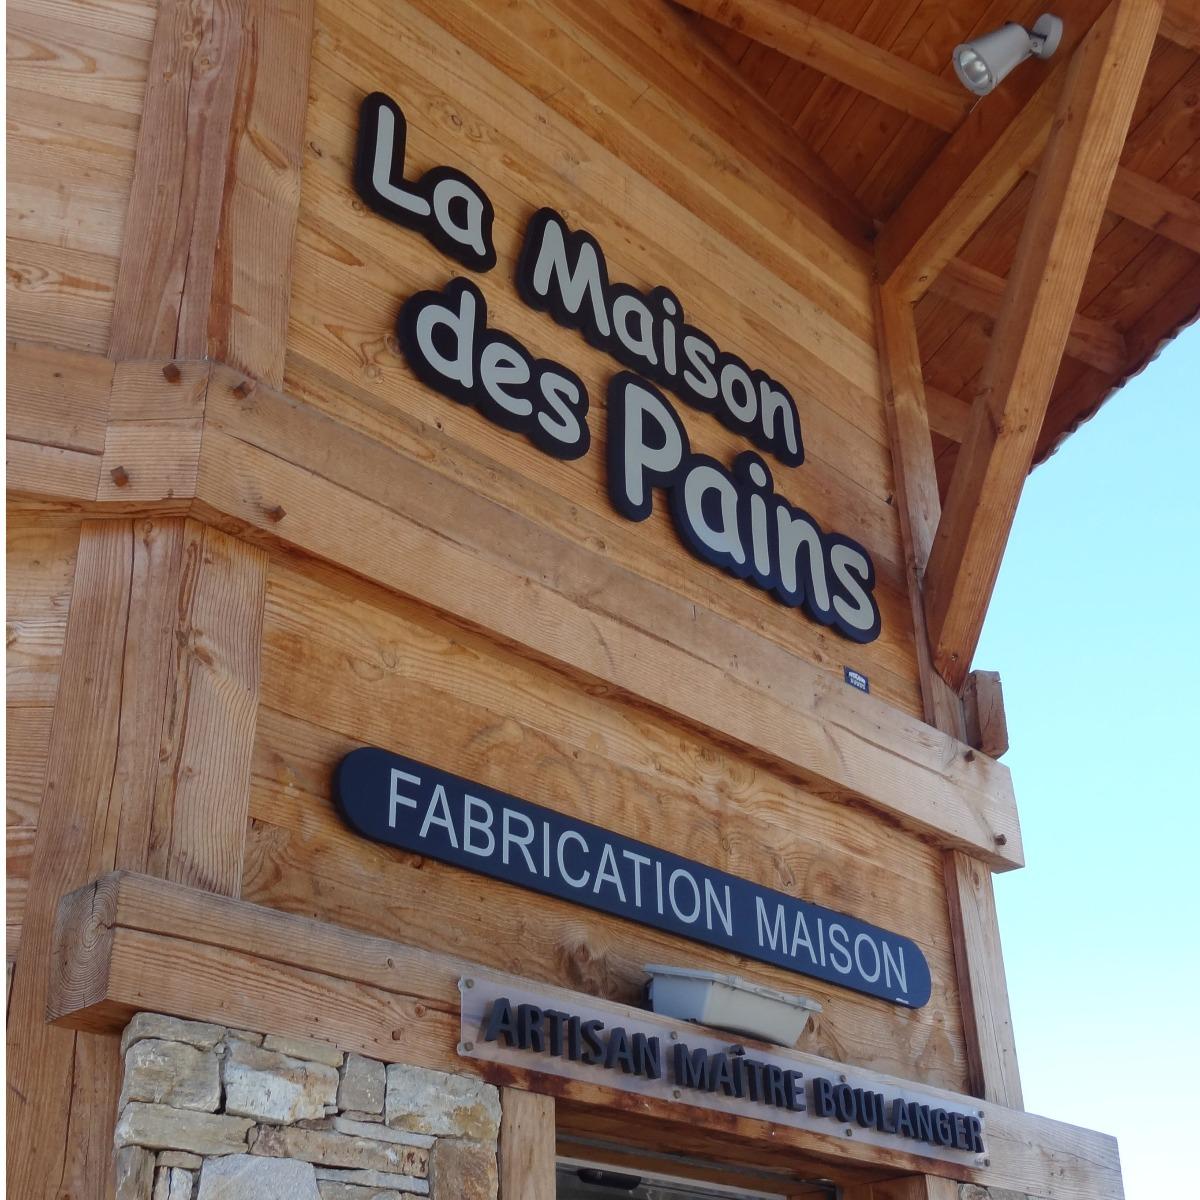 La Maison
des Pains
FABRICATION MAISON
ARTISAN MAÎTRE BOULANGER